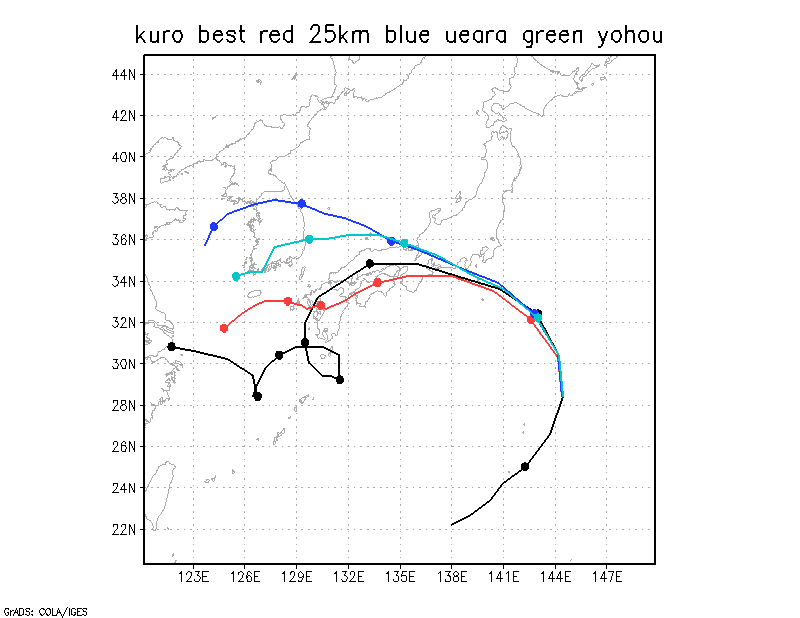 kuro best red 25km blue ueara green yohou
44N
42N
40N
38N
36N
34N
32N
30N
28N
26N
24N
22N
123E 126E 129E 132E 135E 138E 141E 144E 147E
GrADS: COLA/IGES